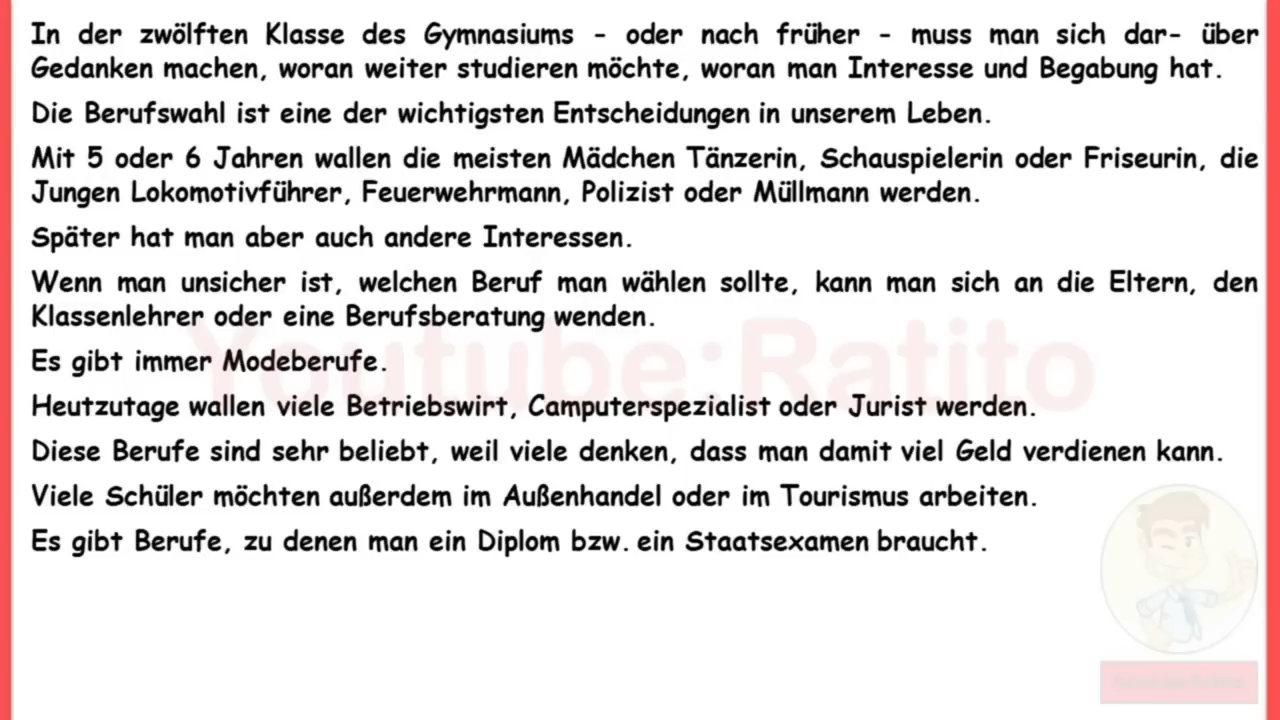 In der zwölften Klasse des Gymnasiums - oder nach früher - muss man sich dar- über
Gedanken machen, woran weiter studieren möchte, woran man Interesse und Begabung hat.
Die Berufswahl ist eine der wichtigsten Entscheidungen in unserem Leben.
Mit 5 oder 6 Jahren wallen die meisten Mädchen Tänzerin, Schauspielerin oder Friseurin, die
Jungen Lokomotivführer, Feuerwehrmann, Polizist oder Müllmann werden.
Später hat man aber auch andere Interessen.
Wenn man unsicher ist, welchen Beruf man wählen sollte, kann man sich an die Eltern, den
Klassenlehrer oder eine Berufsberatung wenden.
Youtube:Ratito
Es gibt immer Modeberufe.
Heutzutage wallen viele Betriebswirt, Camputerspezialist oder Jurist werden.
Diese Berufe sind sehr beliebt, weil viele denken, dass man damit viel Geld verdienen kann.
Viele Schüler möchten außerdem im Außenhandel oder im Tourismus arbeiten.
Es gibt Berufe, zu denen man ein Diplom bzw. ein Staatsexamen braucht.